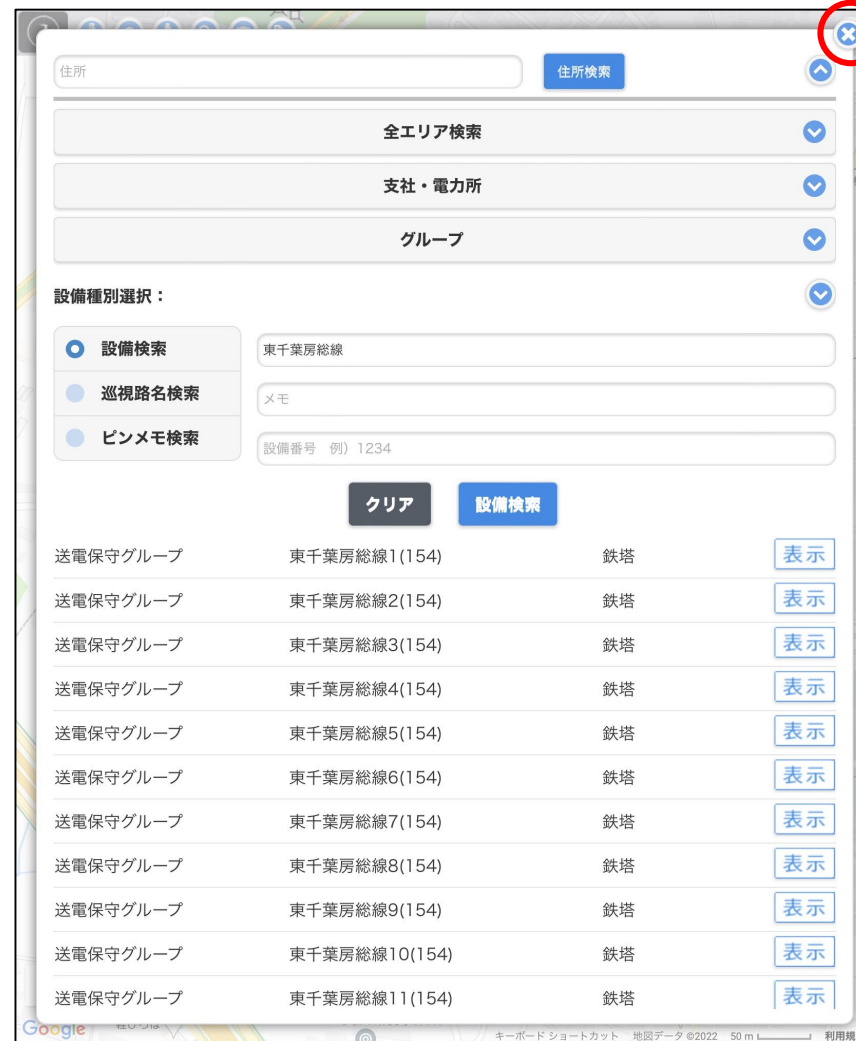 住所
住所検索
全エリア検索
支社・電力所
グループ
設備種別選択:
設備検索 東千葉房総線
巡視路名検索 メモ
ピンメモ検索 設備番号 例）1234
クリア 設備検索
送電保守グループ 東千葉房総線1(154) 鉄塔 表示
送電保守グループ 東千葉房総線2(154) 鉄塔 表示
送電保守グループ 東千葉房総線3(154) 鉄塔 表示
送電保守グループ 東千葉房総線4(154) 鉄塔 表示
送電保守グループ 東千葉房総線5(154) 鉄塔 表示
送電保守グループ 東千葉房総線6(154) 鉄塔 表示
送電保守グループ 東千葉房総線7(154) 鉄塔 表示
送電保守グループ 東千葉房総線8(154) 鉄塔 表示
送電保守グループ 東千葉房総線9(154) 鉄塔 表示
送電保守グループ 東千葉房総線10(154) 鉄塔 表示
送電保守グループ 東千葉房総線11(154) 鉄塔 表示
Google キーボード ショートカット 地図データ ©2022 50 m 利用規